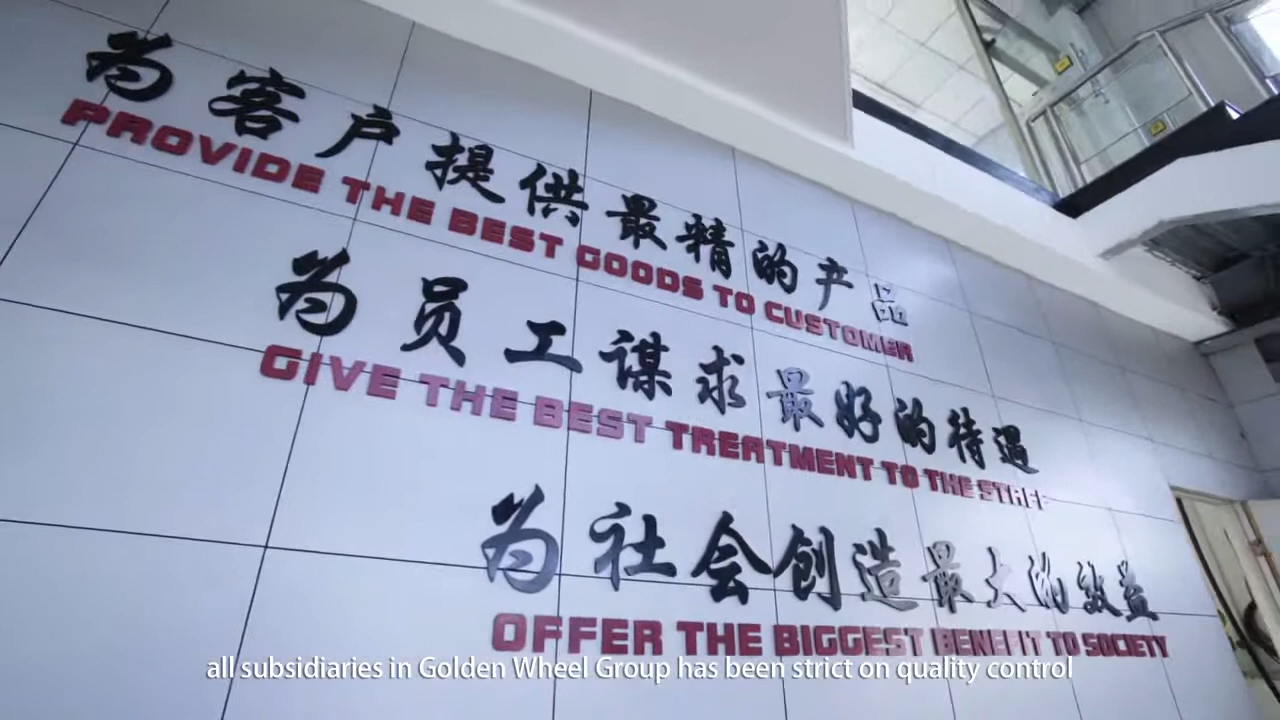 为客户提供最精的产品
PROVIDE THE BEST GOODS TO CUSTOMER
为员工谋求最好的待遇
GIVE THE BEST TREATMENT TO THE STAFF
为社会创造最大的效益
OFFER THE BIGGEST BENEFIT TO SOCIETY
all subsidiaries in Golden Wheel Group has been strict on quality control